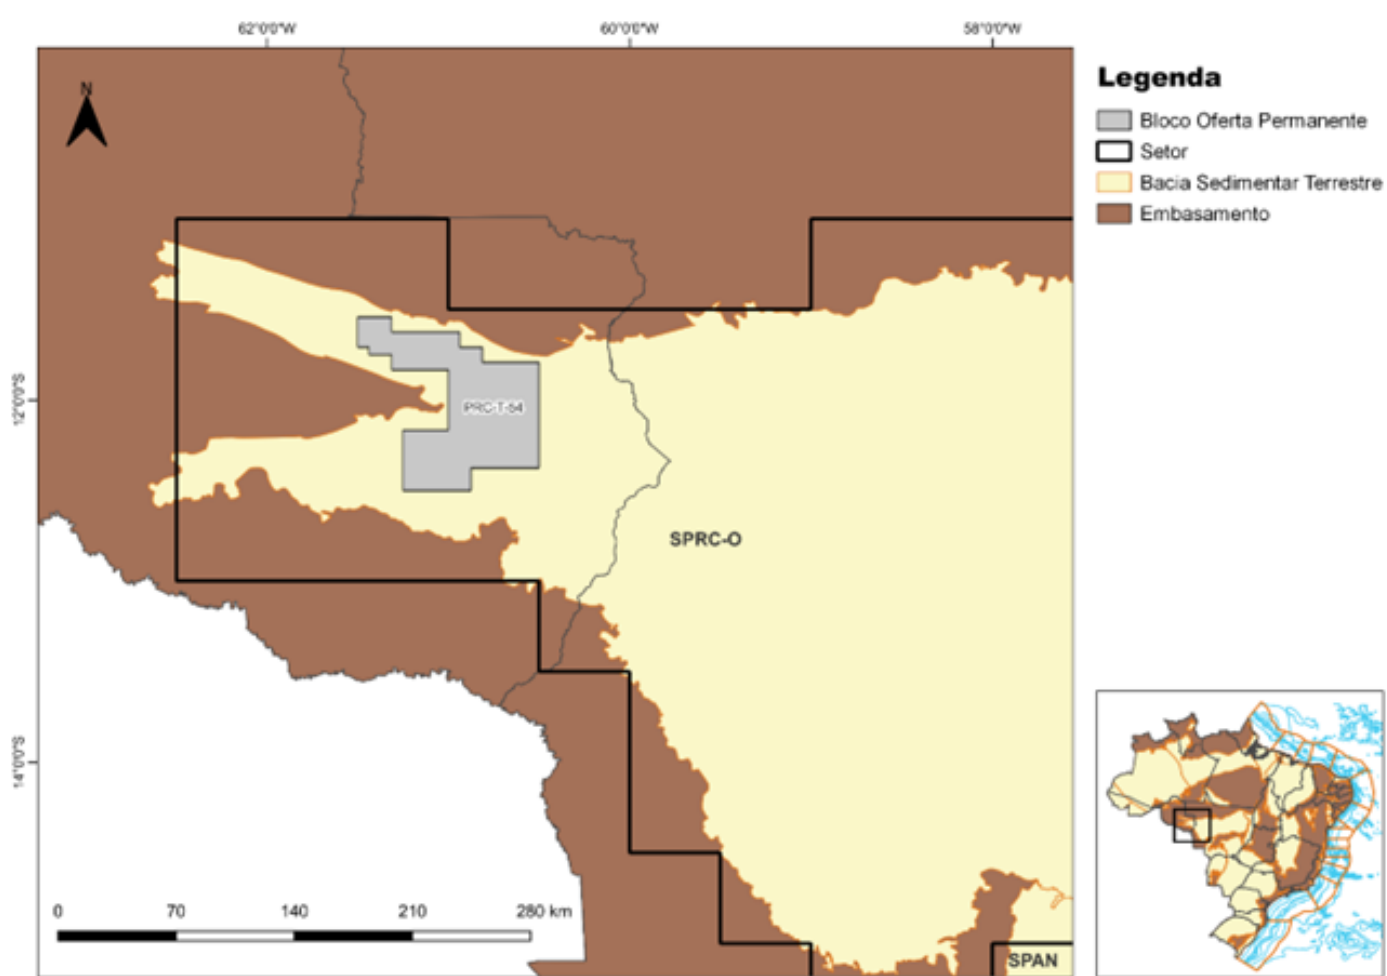 62°0'0"W
60°0'0"W
58°0'0"W
N
Legenda
Bloco Oferta Permanente
Setor
Bacia Sedimentar Terrestre
Embasamento
12°0'0"S
PRC-T-54
SPRC-O
14°0'0"S
0 70 140 210 280 km
SPAN